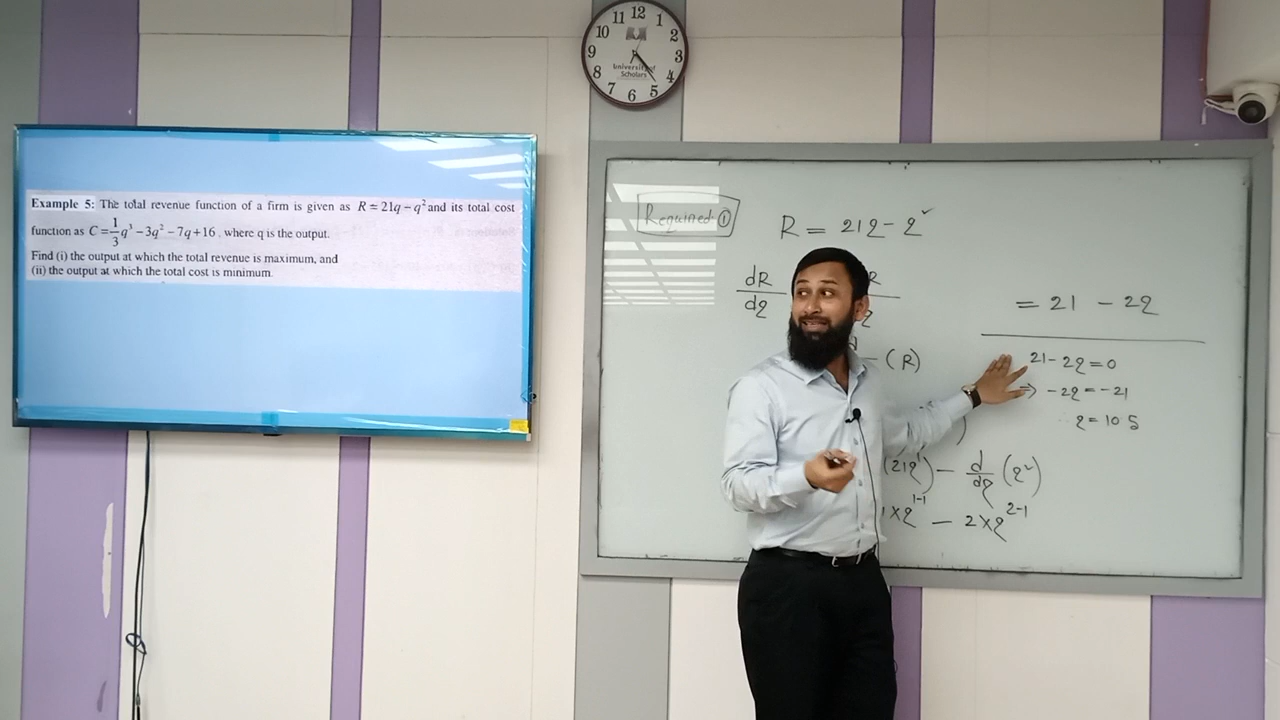 Example 5: The total revenue function of a firm is given as R = 21q − q² and its total cost
function as C = 1/3 q³ − 3q² − 7q + 16 , where q is the output.
Find (i) the output at which the total revenue is maximum, and
(ii) the output at which the total cost is minimum.
11 12 1
10 2
9 3
8 4
7 6 5
University of
Scholars
Required ①
R = 21q − q²
dR/dq
= 21 − 2q
(R)
21 − 2q = 0
⇒ −2q = −21
q = 10.5
(21q¹) − d/dq (q²)
×q¹⁻¹ − 2×q²⁻¹